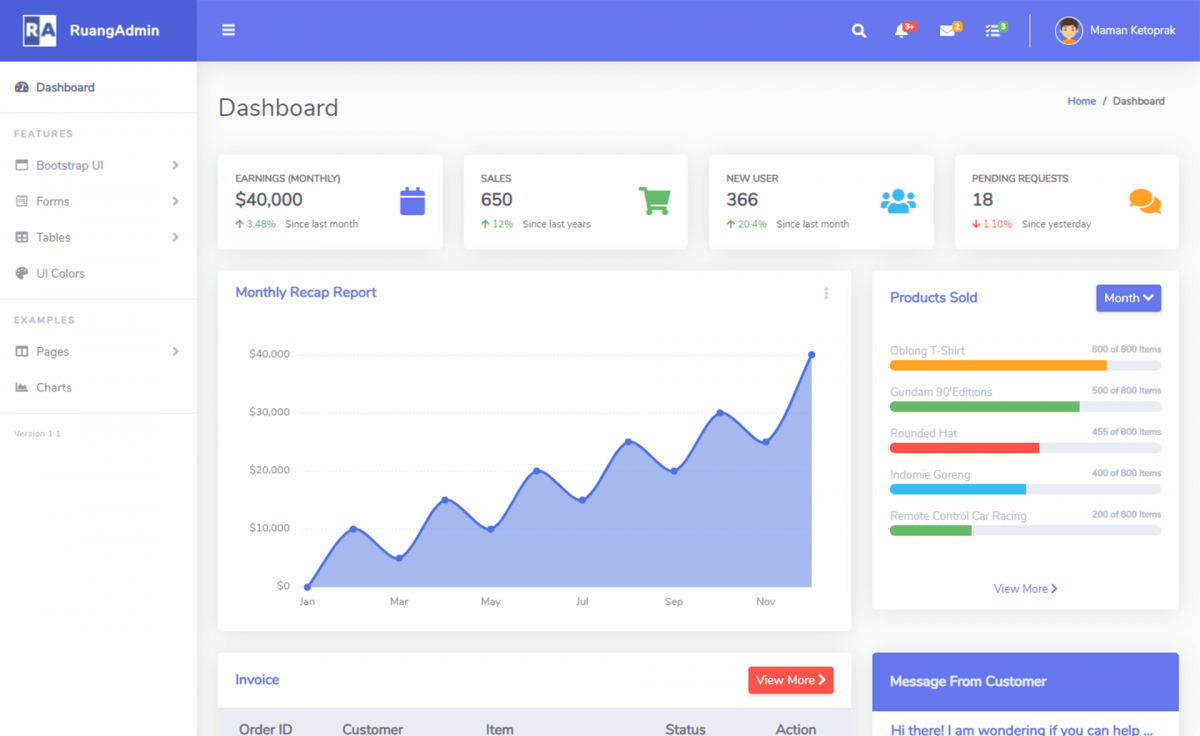 RA RuangAdmin
3+
2
3
Maman Ketoprak
Dashboard
FEATURES
Bootstrap UI
Forms
Tables
UI Colors
EXAMPLES
Pages
Charts
Version 1.1
Dashboard
Home / Dashboard
EARNINGS (MONTHLY)
$40,000
3.48% Since last month
SALES
650
12% Since last years
NEW USER
366
20.4% Since last month
PENDING REQUESTS
18
1.10% Since yesterday
Monthly Recap Report
$40,000
$30,000
$20,000
$10,000
$0
Jan Mar May Jul Sep Nov
Products Sold
Month
Oblong T-Shirt 600 of 800 Items
Gundam 90'Editions 500 of 800 Items
Rounded Hat 455 of 800 Items
Indomie Goreng 400 of 800 Items
Remote Control Car Racing 200 of 800 Items
View More
Invoice
View More
Order ID Customer Item Status Action
Message From Customer
Hi there! I am wondering if you can help ...